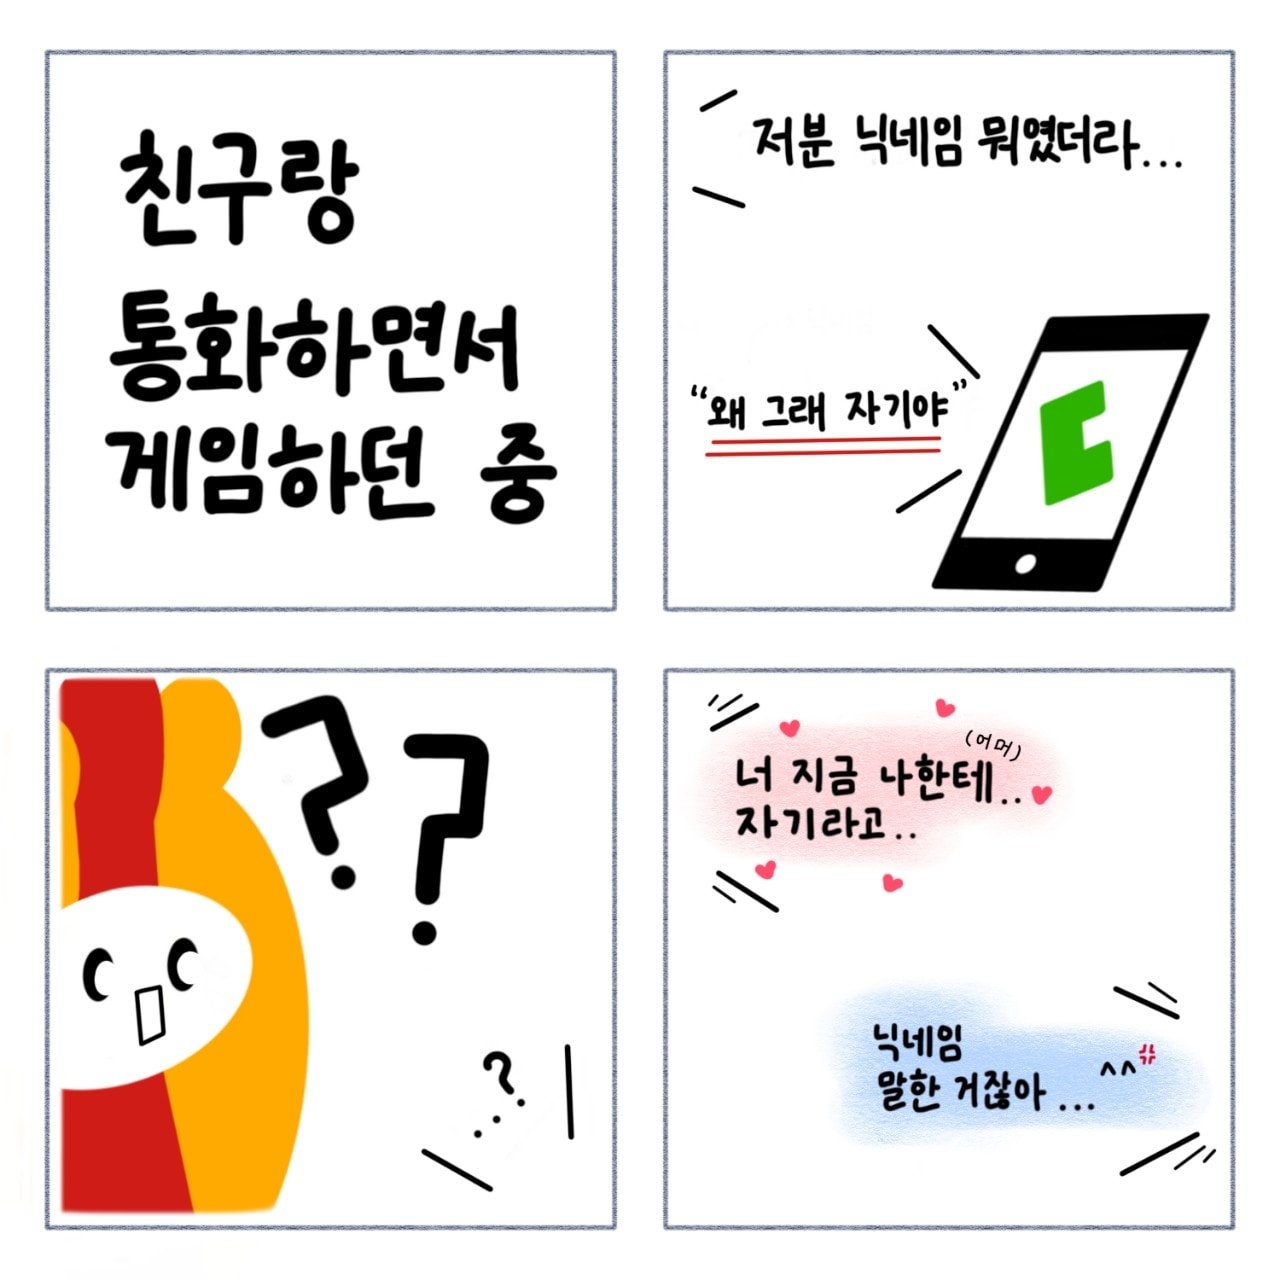 친구랑
통화하면서
게임하던 중
저분 닉네임 뭐였더라...
“왜 그래 자기야”
??
...?
(어머)
너 지금 나한테..
자기라고..
닉네임
말한 거잖아... ^^